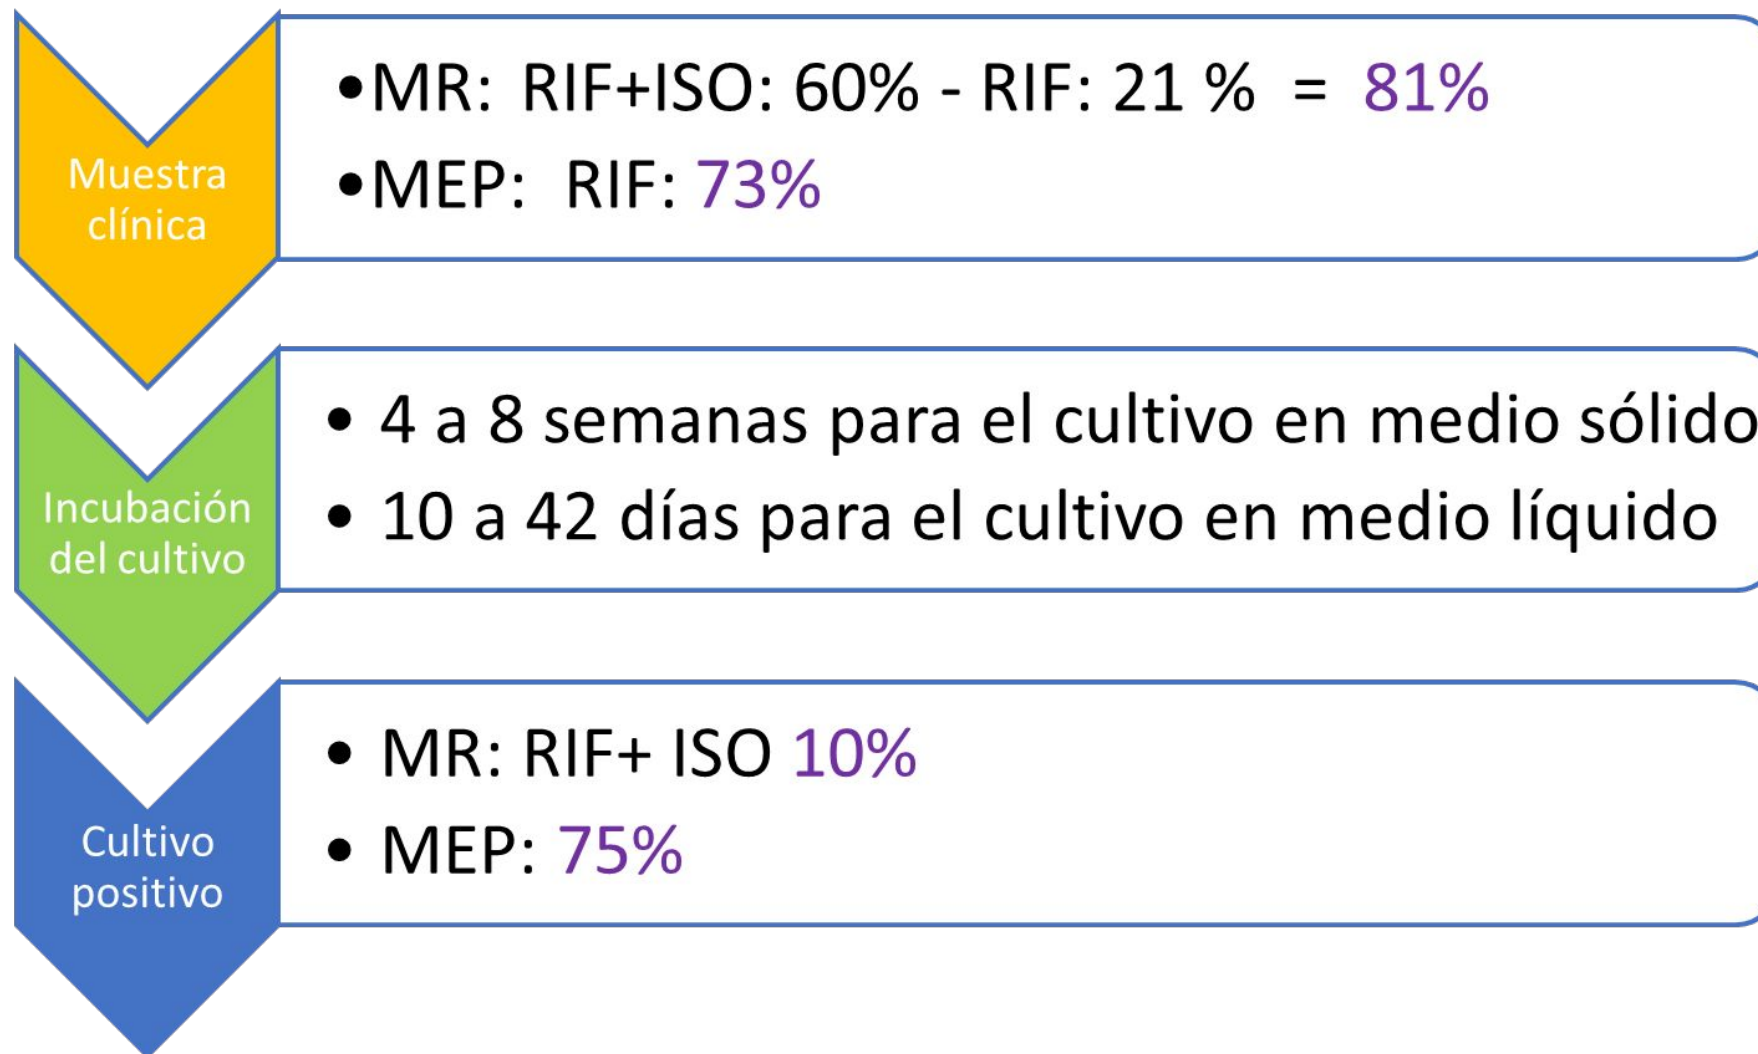 Muestra
clínica
•MR: RIF+ISO: 60% - RIF: 21 % = 81%
•MEP: RIF: 73%
Incubación
del cultivo
• 4 a 8 semanas para el cultivo en medio sólido
• 10 a 42 días para el cultivo en medio líquido
Cultivo
positivo
• MR: RIF+ ISO 10%
• MEP: 75%